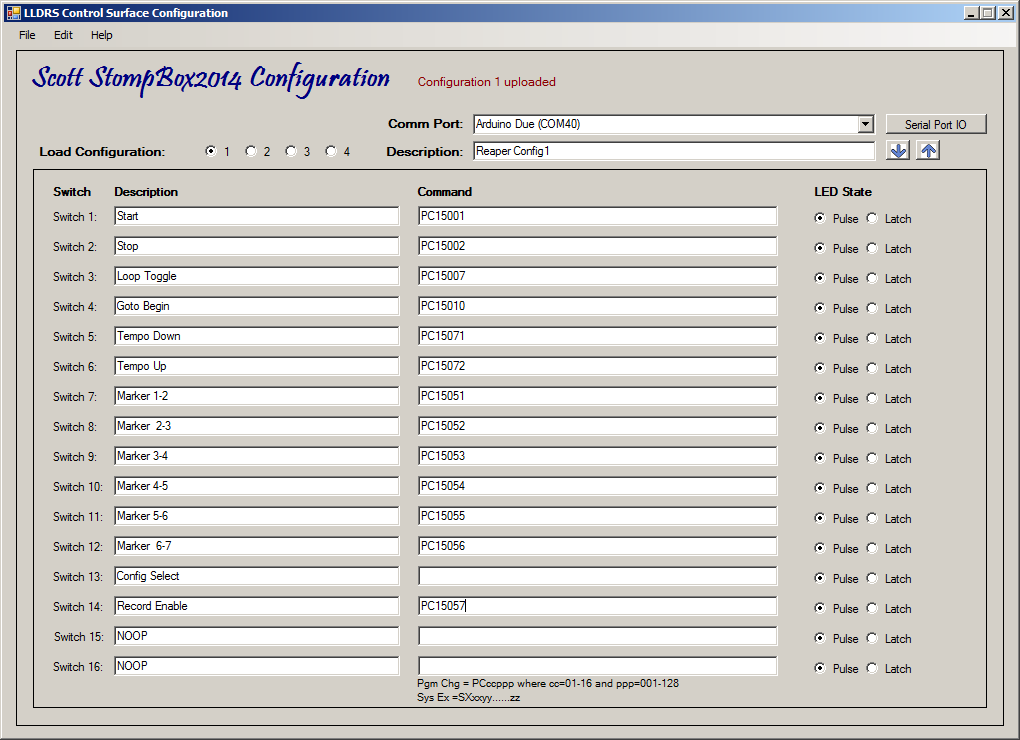 LLDRS Control Surface Configuration
File Edit Help
Scott StompBox2014 Configuration Configuration 1 uploaded
Comm Port: Arduino Due (COM40) Serial Port IO
Load Configuration: 1 2 3 4 Description: Reaper Config1
Switch Description Command LED State
Switch 1: Start PC15001 Pulse Latch
Switch 2: Stop PC15002 Pulse Latch
Switch 3: Loop Toggle PC15007 Pulse Latch
Switch 4: Goto Begin PC15010 Pulse Latch
Switch 5: Tempo Down PC15071 Pulse Latch
Switch 6: Tempo Up PC15072 Pulse Latch
Switch 7: Marker 1-2 PC15051 Pulse Latch
Switch 8: Marker  2-3 PC15052 Pulse Latch
Switch 9: Marker 3-4 PC15053 Pulse Latch
Switch 10: Marker 4-5 PC15054 Pulse Latch
Switch 11: Marker 5-6 PC15055 Pulse Latch
Switch 12: Marker  6-7 PC15056 Pulse Latch
Switch 13: Config Select Pulse Latch
Switch 14: Record Enable PC15057 Pulse Latch
Switch 15: NOOP Pulse Latch
Switch 16: NOOP Pulse Latch
Pgm Chg = PCccppp where cc=01-16 and ppp=001-128
Sys Ex =SXxxyy......zz